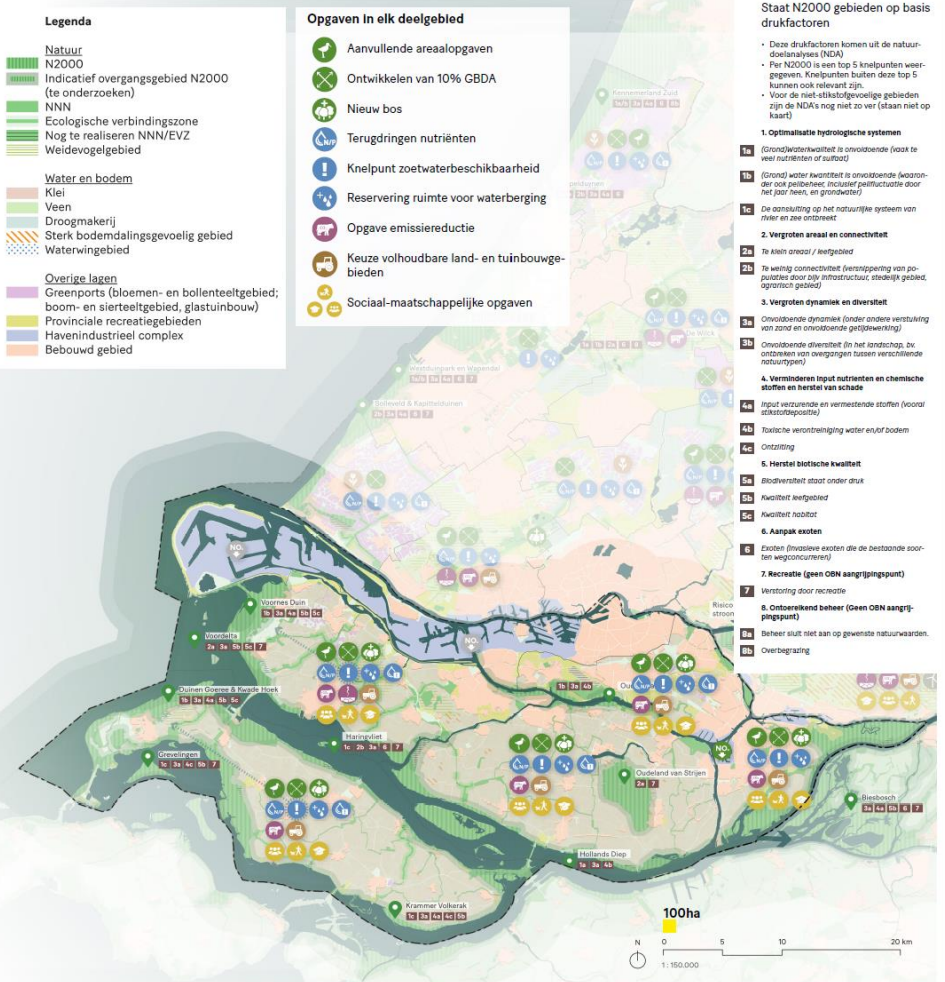 Legenda
Natuur
N2000
Indicatief overgangsgebied N2000
(te onderzoeken)
NNN
Ecologische verbindingszone
Nog te realiseren NNN/EVZ
Weidevogelgebied
Water en bodem
Klei
Veen
Droogmakerij
Sterk bodemdalingsgevoelig gebied
Waterwingebied
Overige lagen
Greenports (bloemen- en bollenteeltgebied;
boom- en sierteeltgebied, glastuinbouw)
Provinciale recreatiegebieden
Havenindustrieel complex
Bebouwd gebied
Opgaven in elk deelgebied
Aanvullende areaalopgaven
Ontwikkelen van 10% GBDA
Nieuw bos
N/P
Terugdringen nutriënten
Knelpunt zoetwaterbeschikbaarheid
Reservering ruimte voor waterberging
Opgave emissiereductie
Keuze volhoudbare land- en tuinbouwge-
bieden
Sociaal-maatschappelijke opgaven
Staat N2000 gebieden op basis
drukfactoren
• Deze drukfactoren komen uit de natuur-
doelanalyses (NDA)
• Per N2000 is een top 5 knelpunten weer-
gegeven. Knelpunten buiten deze top 5
kunnen ook relevant zijn.
• Voor de niet-stikstofgevoelige gebieden
zijn de NDA's nog niet zo ver (staan niet op
kaart)
1. Optimalisatie hydrologische systemen
1a (Grond)Waterkwaliteit is onvoldoende (vaak te
veel nutriënten of sulfaat)
1b (Grond) water kwantiteit is onvoldoende (waaron-
der ook peilbeheer, inclusief peilfluctuatie door
het jaar heen, en grondwater)
1c De aansluiting op het natuurlijke systeem van
rivier en zee ontbreekt
2. Vergroten areaal en connectiviteit
2a Te klein areaal / leefgebied
2b Te weinig connectiviteit (versnippering van po-
pulaties door bijv infrastructuur, stedelijk gebied,
agrarisch gebied)
3. Vergroten dynamiek en diversiteit
3a Onvoldoende dynamiek (onder andere verstuiving
van zand en onvoldoende getijdewerking)
3b Onvoldoende diversiteit (in het landschap, bv.
ontbreken van overgangen tussen verschillende
natuurtypen)
4. Verminderen input nutrienten en chemische
stoffen en herstel van schade
4a Input verzurende en vermestende stoffen (vooral
stikstofdepositie)
4b Toxische verontreiniging water en/of bodem
4c Ontzilting
5. Herstel biotische kwaliteit
5a Biodiversiteit staat onder druk
5b Kwaliteit leefgebied
5c Kwaliteit habitat
6. Aanpak exoten
6 Exoten (invasieve exoten die de bestaande soor-
ten wegconcurreren)
7. Recreatie (geen OBN aangrijpingspunt)
7 Verstoring door recreatie
8. Ontoereikend beheer (Geen OBN aangrij-
pingspunt)
8a Beheer sluit niet aan op gewenste natuurwaarden.
8b Overbegrazing
Kennemerland Zuid
De Wilck
Westduinpark en Wapendal
Solleveld & Kapittelduinen
NO.
Voornes Duin
1b 3a 4a 5b 5c
Voordelta
2a 3a 5b 5c 7
Duinen Goeree & Kwade Hoek
1b 3a 4a 5b 5c
Haringvliet
1c 2b 3a 6 7
Grevelingen
1c 3a 4c 5b 7
NO.
Risico
stroo
1b 3a 4b
Ou
NO.
Oudeland van Strijen
2a 7
Biesbosch
3a 4a 5b 6 7
Hollands Diep
1a 3a 4b
Krammer Volkerak
1c 3a 4a 4c 5b
100ha
N
0 5 10 20 km
1 : 150.000